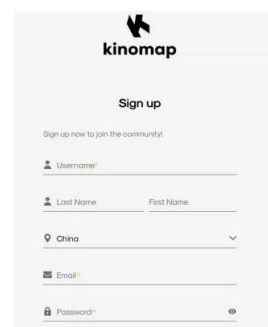 kinomap
Sign up
Sign up now to join the community!
Username*
Last Name First Name
China
Email*
Password*